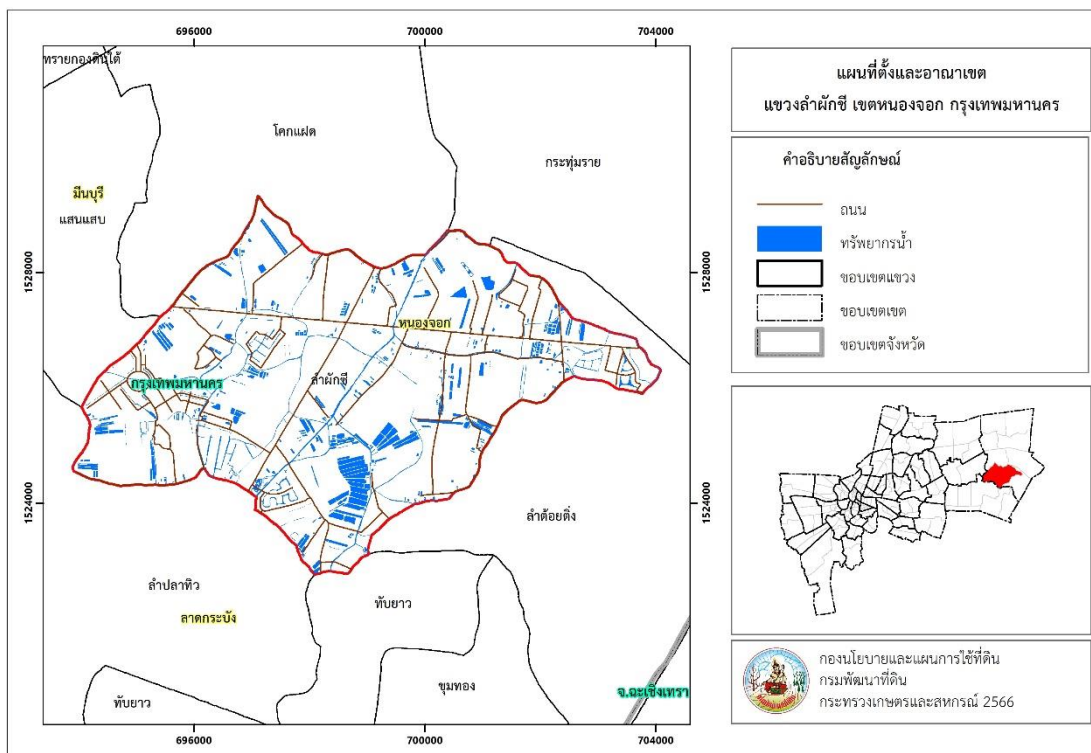 696000
700000
704000
1528000
1524000
ทรายกองดินใต้
โคกแฝด
กระทุ่มราย
มีนบุรี
แสนแสบ
หนองจอก
ลำผักชี
กรุงเทพมหานคร
ลำต้อยติ่ง
ลำปลาทิว
ลาดกระบัง
ทับยาว
ขุมทอง
ทับยาว
จ.ฉะเชิงเทรา
1528000
1524000
696000
700000
704000
แผนที่ตั้งและอาณาเขต
แขวงลำผักชี เขตหนองจอก กรุงเทพมหานคร
คำอธิบายสัญลักษณ์
ถนน
ทรัพยากรน้ำ
ขอบเขตแขวง
ขอบเขตเขต
ขอบเขตจังหวัด
กองนโยบายและแผนการใช้ที่ดิน
กรมพัฒนาที่ดิน
กระทรวงเกษตรและสหกรณ์ 2566